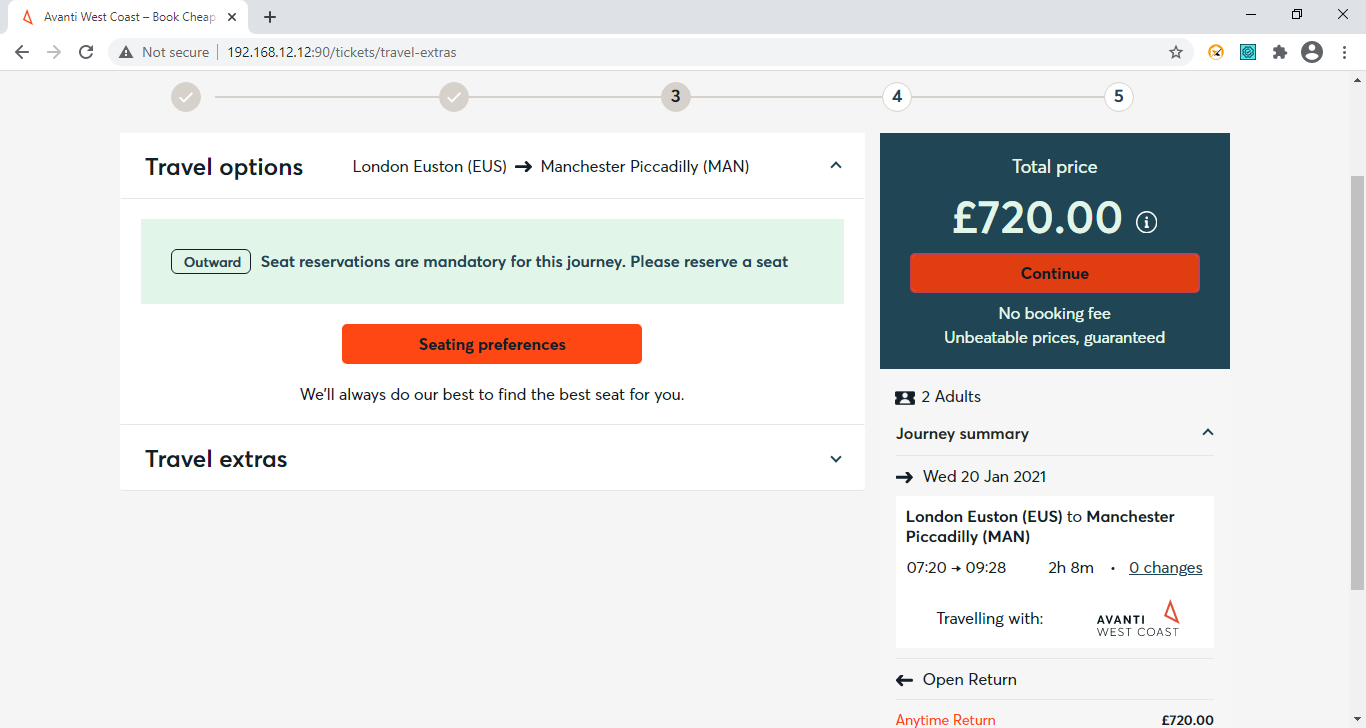 Avanti West Coast – Book Cheap
Not secure
192.168.12.12:90/tickets/travel-extras
3
4
5
Travel options
London Euston (EUS) → Manchester Piccadilly (MAN)
Outward
Seat reservations are mandatory for this journey. Please reserve a seat
Seating preferences
We'll always do our best to find the best seat for you.
Travel extras
Total price
£720.00
Continue
No booking fee
Unbeatable prices, guaranteed
2 Adults
Journey summary
→ Wed 20 Jan 2021
London Euston (EUS) to Manchester
Piccadilly (MAN)
07:20 → 09:28 2h 8m • 0 changes
Travelling with:
AVANTI
WEST COAST
← Open Return
Anytime Return £720.00